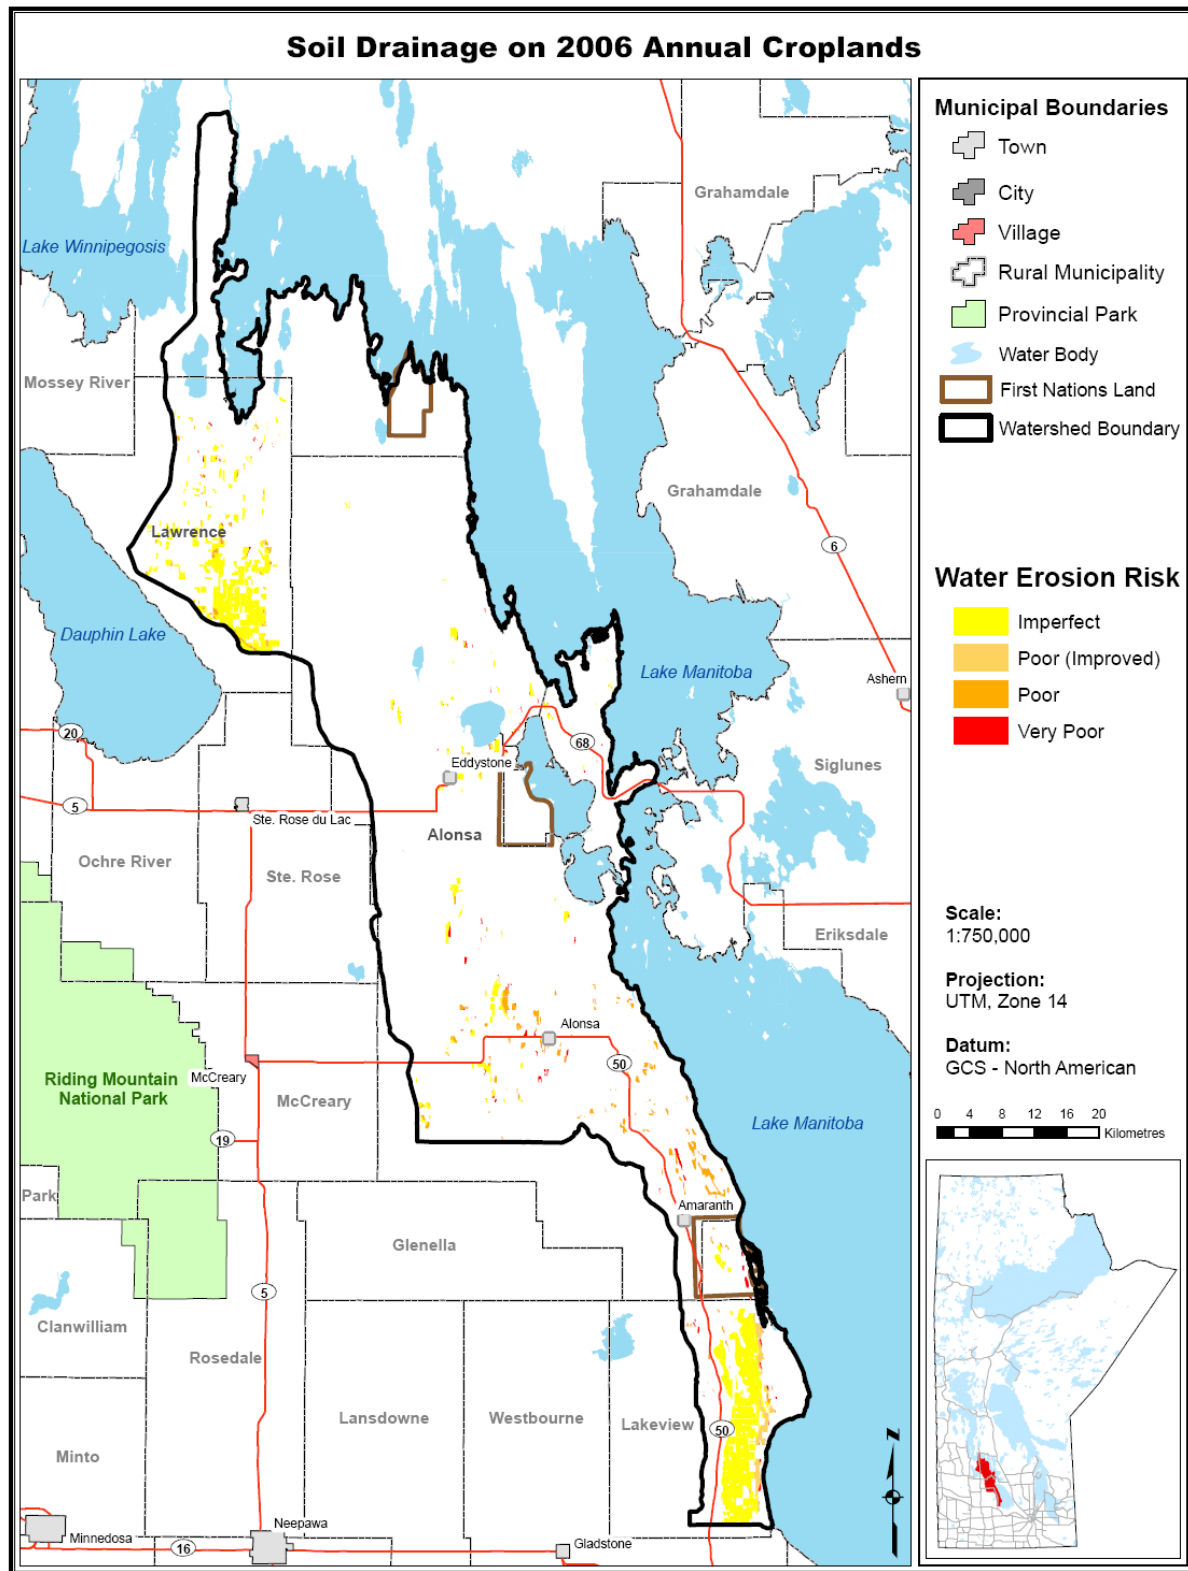 Soil Drainage on 2006 Annual Croplands
Lake Winnipegosis
Grahamdale
Mossey River
Grahamdale
Lawrence
6
Dauphin Lake
Lake Manitoba
Ashern
20
68
Eddystone
Siglunes
5
Ste. Rose du Lac
Alonsa
Ochre River
Ste. Rose
Eriksdale
Alonsa
50
McCreary
Riding Mountain
National Park
McCreary
Lake Manitoba
19
Park
Amaranth
Glenella
5
Clanwilliam
Rosedale
Lansdowne
Westbourne
Lakeview
50
Minto
N
Neepawa
Minnedosa
16
Gladstone
Municipal Boundaries
Town
City
Village
Rural Municipality
Provincial Park
Water Body
First Nations Land
Watershed Boundary
Water Erosion Risk
Imperfect
Poor (Improved)
Poor
Very Poor
Scale:
1:750,000
Projection:
UTM, Zone 14
Datum:
GCS - North American
0 4 8 12 16 20
Kilometres